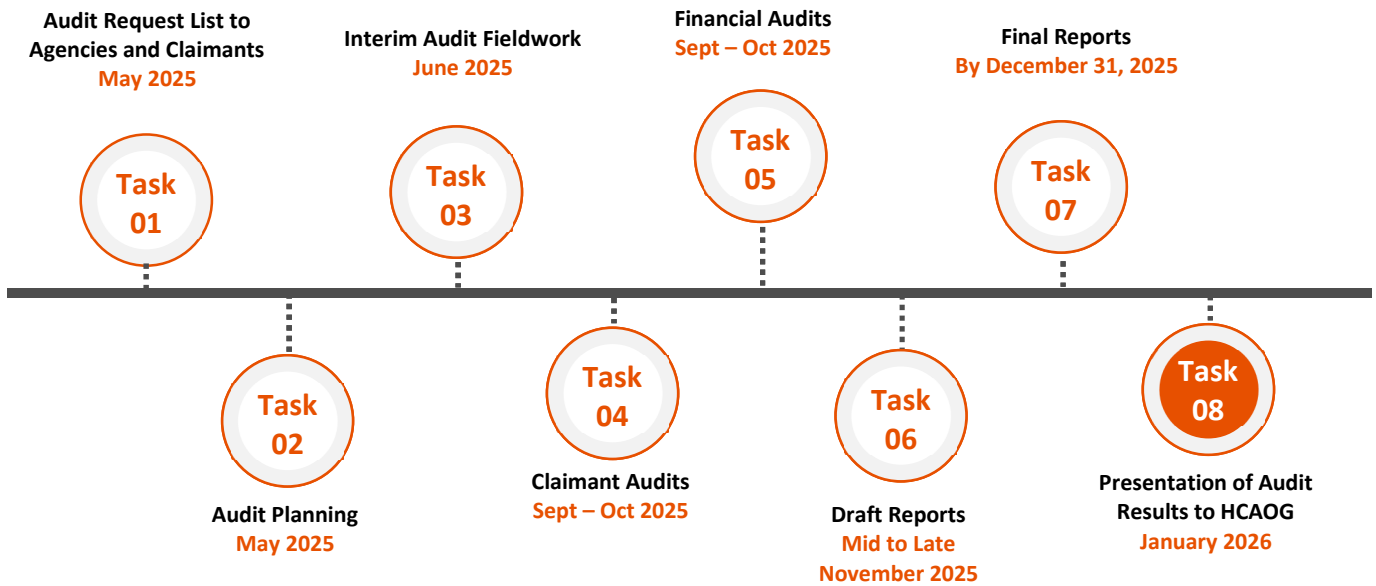 Audit Request List to
Agencies and Claimants
May 2025
Task
01
Task
02
Audit Planning
May 2025
Interim Audit Fieldwork
June 2025
Task
03
Task
04
Claimant Audits
Sept – Oct 2025
Financial Audits
Sept – Oct 2025
Task
05
Task
06
Draft Reports
Mid to Late
November 2025
Final Reports
By December 31, 2025
Task
07
Task
08
Presentation of Audit
Results to HCAOG
January 2026